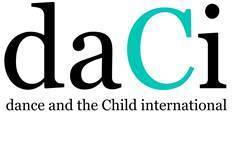 daCi
dance and the Child international